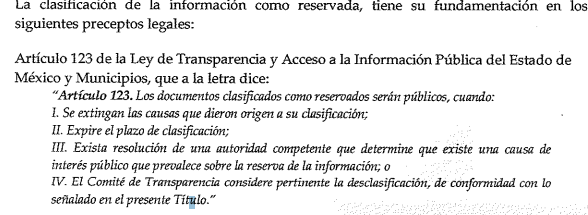 La clasificación de la información como reservada, tiene su fundamentación en los
siguientes preceptos legales:
Artículo 123 de la Ley de Transparencia y Acceso a la Información Pública del Estado de
México y Municipios, que a la letra dice:
"Artículo 123. Los documentos clasificados como reservados serán públicos, cuando:
I. Se extingan las causas que dieron origen a su clasificación;
II. Expire el plazo de clasificación;
III. Exista resolución de una autoridad competente que determine que existe una causa de
interés público que prevalece sobre la reserva de la información; o
IV. El Comité de Transparencia considere pertinente la desclasificación, de conformidad con lo
señalado en el presente Título."